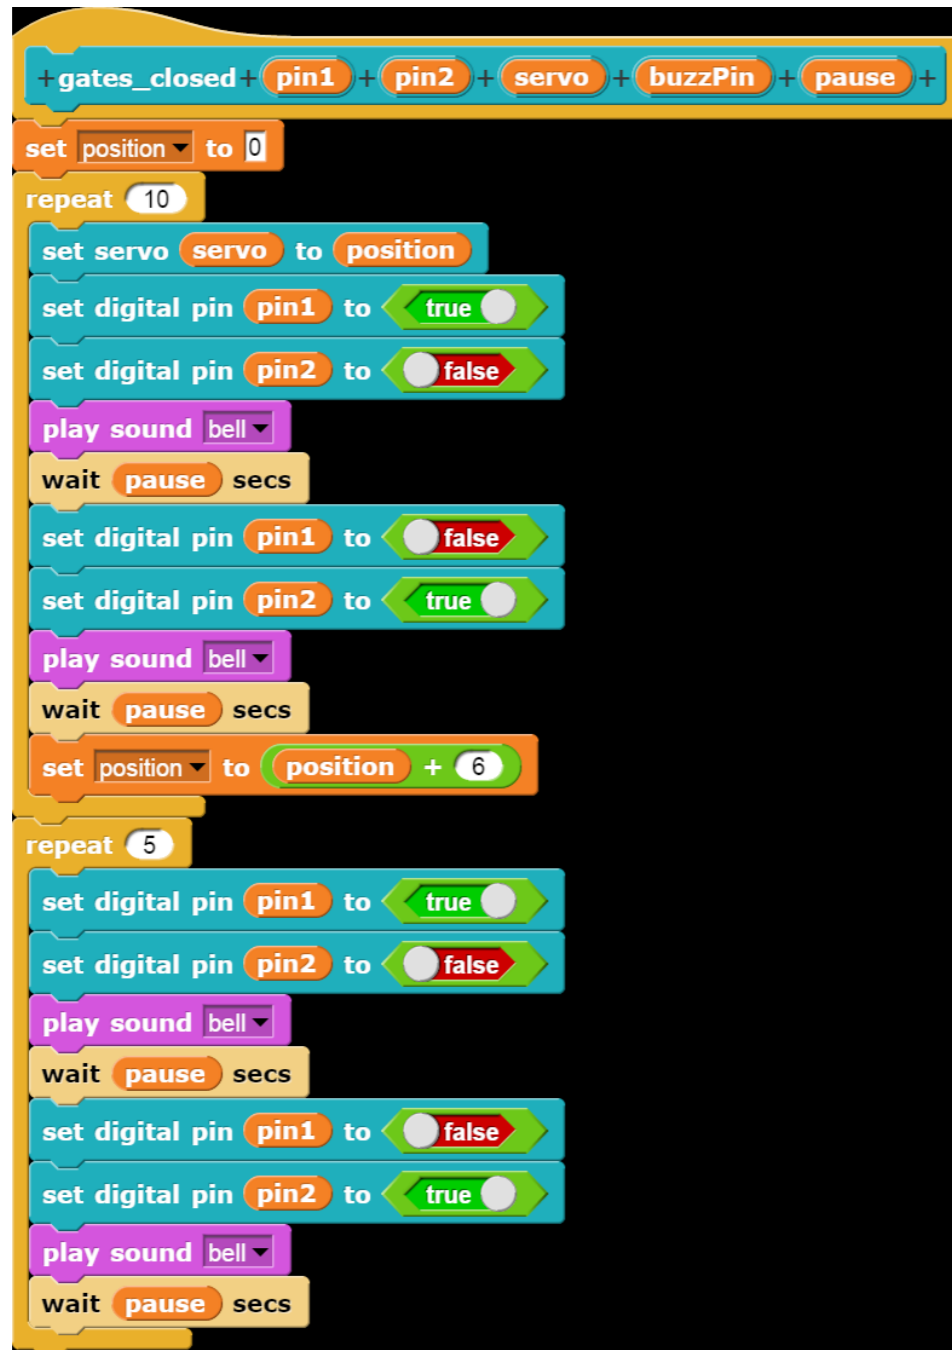 +gates_closed+ pin1 + pin2 + servo + buzzPin + pause +
set position to 0
repeat 10
set servo servo to position
set digital pin pin1 to true
set digital pin pin2 to false
play sound bell
wait pause secs
set digital pin pin1 to false
set digital pin pin2 to true
play sound bell
wait pause secs
set position to position + 6
repeat 5
set digital pin pin1 to true
set digital pin pin2 to false
play sound bell
wait pause secs
set digital pin pin1 to false
set digital pin pin2 to true
play sound bell
wait pause secs